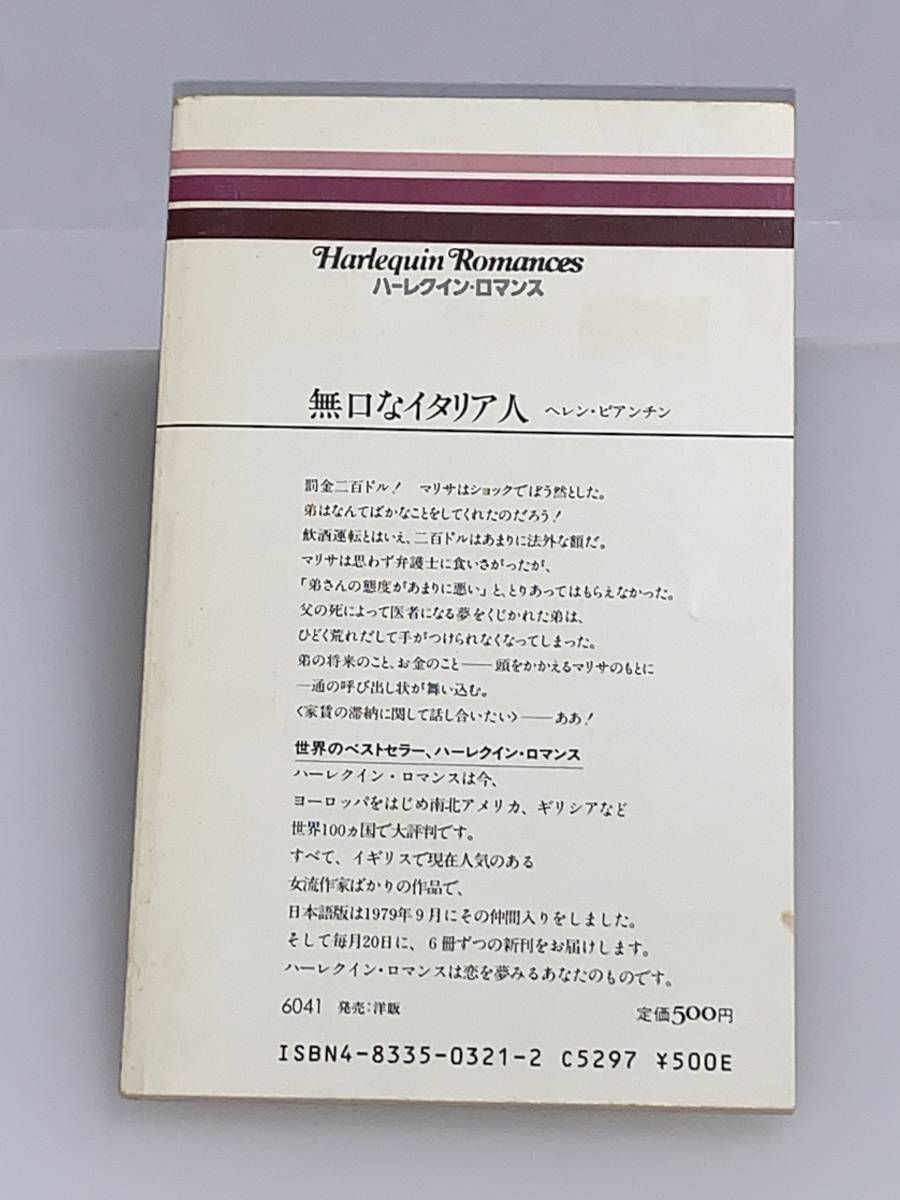 Harlequin Romances
ハーレクイン・ロマンス
無口なイタリア人 ヘレン・ビアンチン
罰金二百ドル! マリサはショックでぼう然とした。
弟はなんてばかなことをしてくれたのだろう!
飲酒運転とはいえ、二百ドルはあまりに法外な額だ。
マリサは思わず弁護士に食いさがったが、
「弟さんの態度があまりに悪い」と、とりあってはもらえなかった。
父の死によって医者になる夢をくじかれた弟は、
ひどく荒れだして手がつけられなくなってしまった。
弟の将来のこと、お金のこと――頭をかかえるマリサのもとに
一通の呼び出し状が舞い込む。
〈家賃の滞納に関して話し合いたい〉――ああ!
世界のベストセラー、ハーレクイン・ロマンス
ハーレクイン・ロマンスは今、
ヨーロッパをはじめ南北アメリカ、ギリシアなど
世界100ヵ国で大評判です。
すべて、イギリスで現在人気のある
女流作家ばかりの作品で、
日本語版は1979年9月にその仲間入りをしました。
そして毎月20日に、6冊ずつの新刊をお届けします。
ハーレクイン・ロマンスは恋を夢みるあなたのものです。
6041 発売:洋販 定価500円
ISBN4-8335-0321-2 C5297 ¥500E